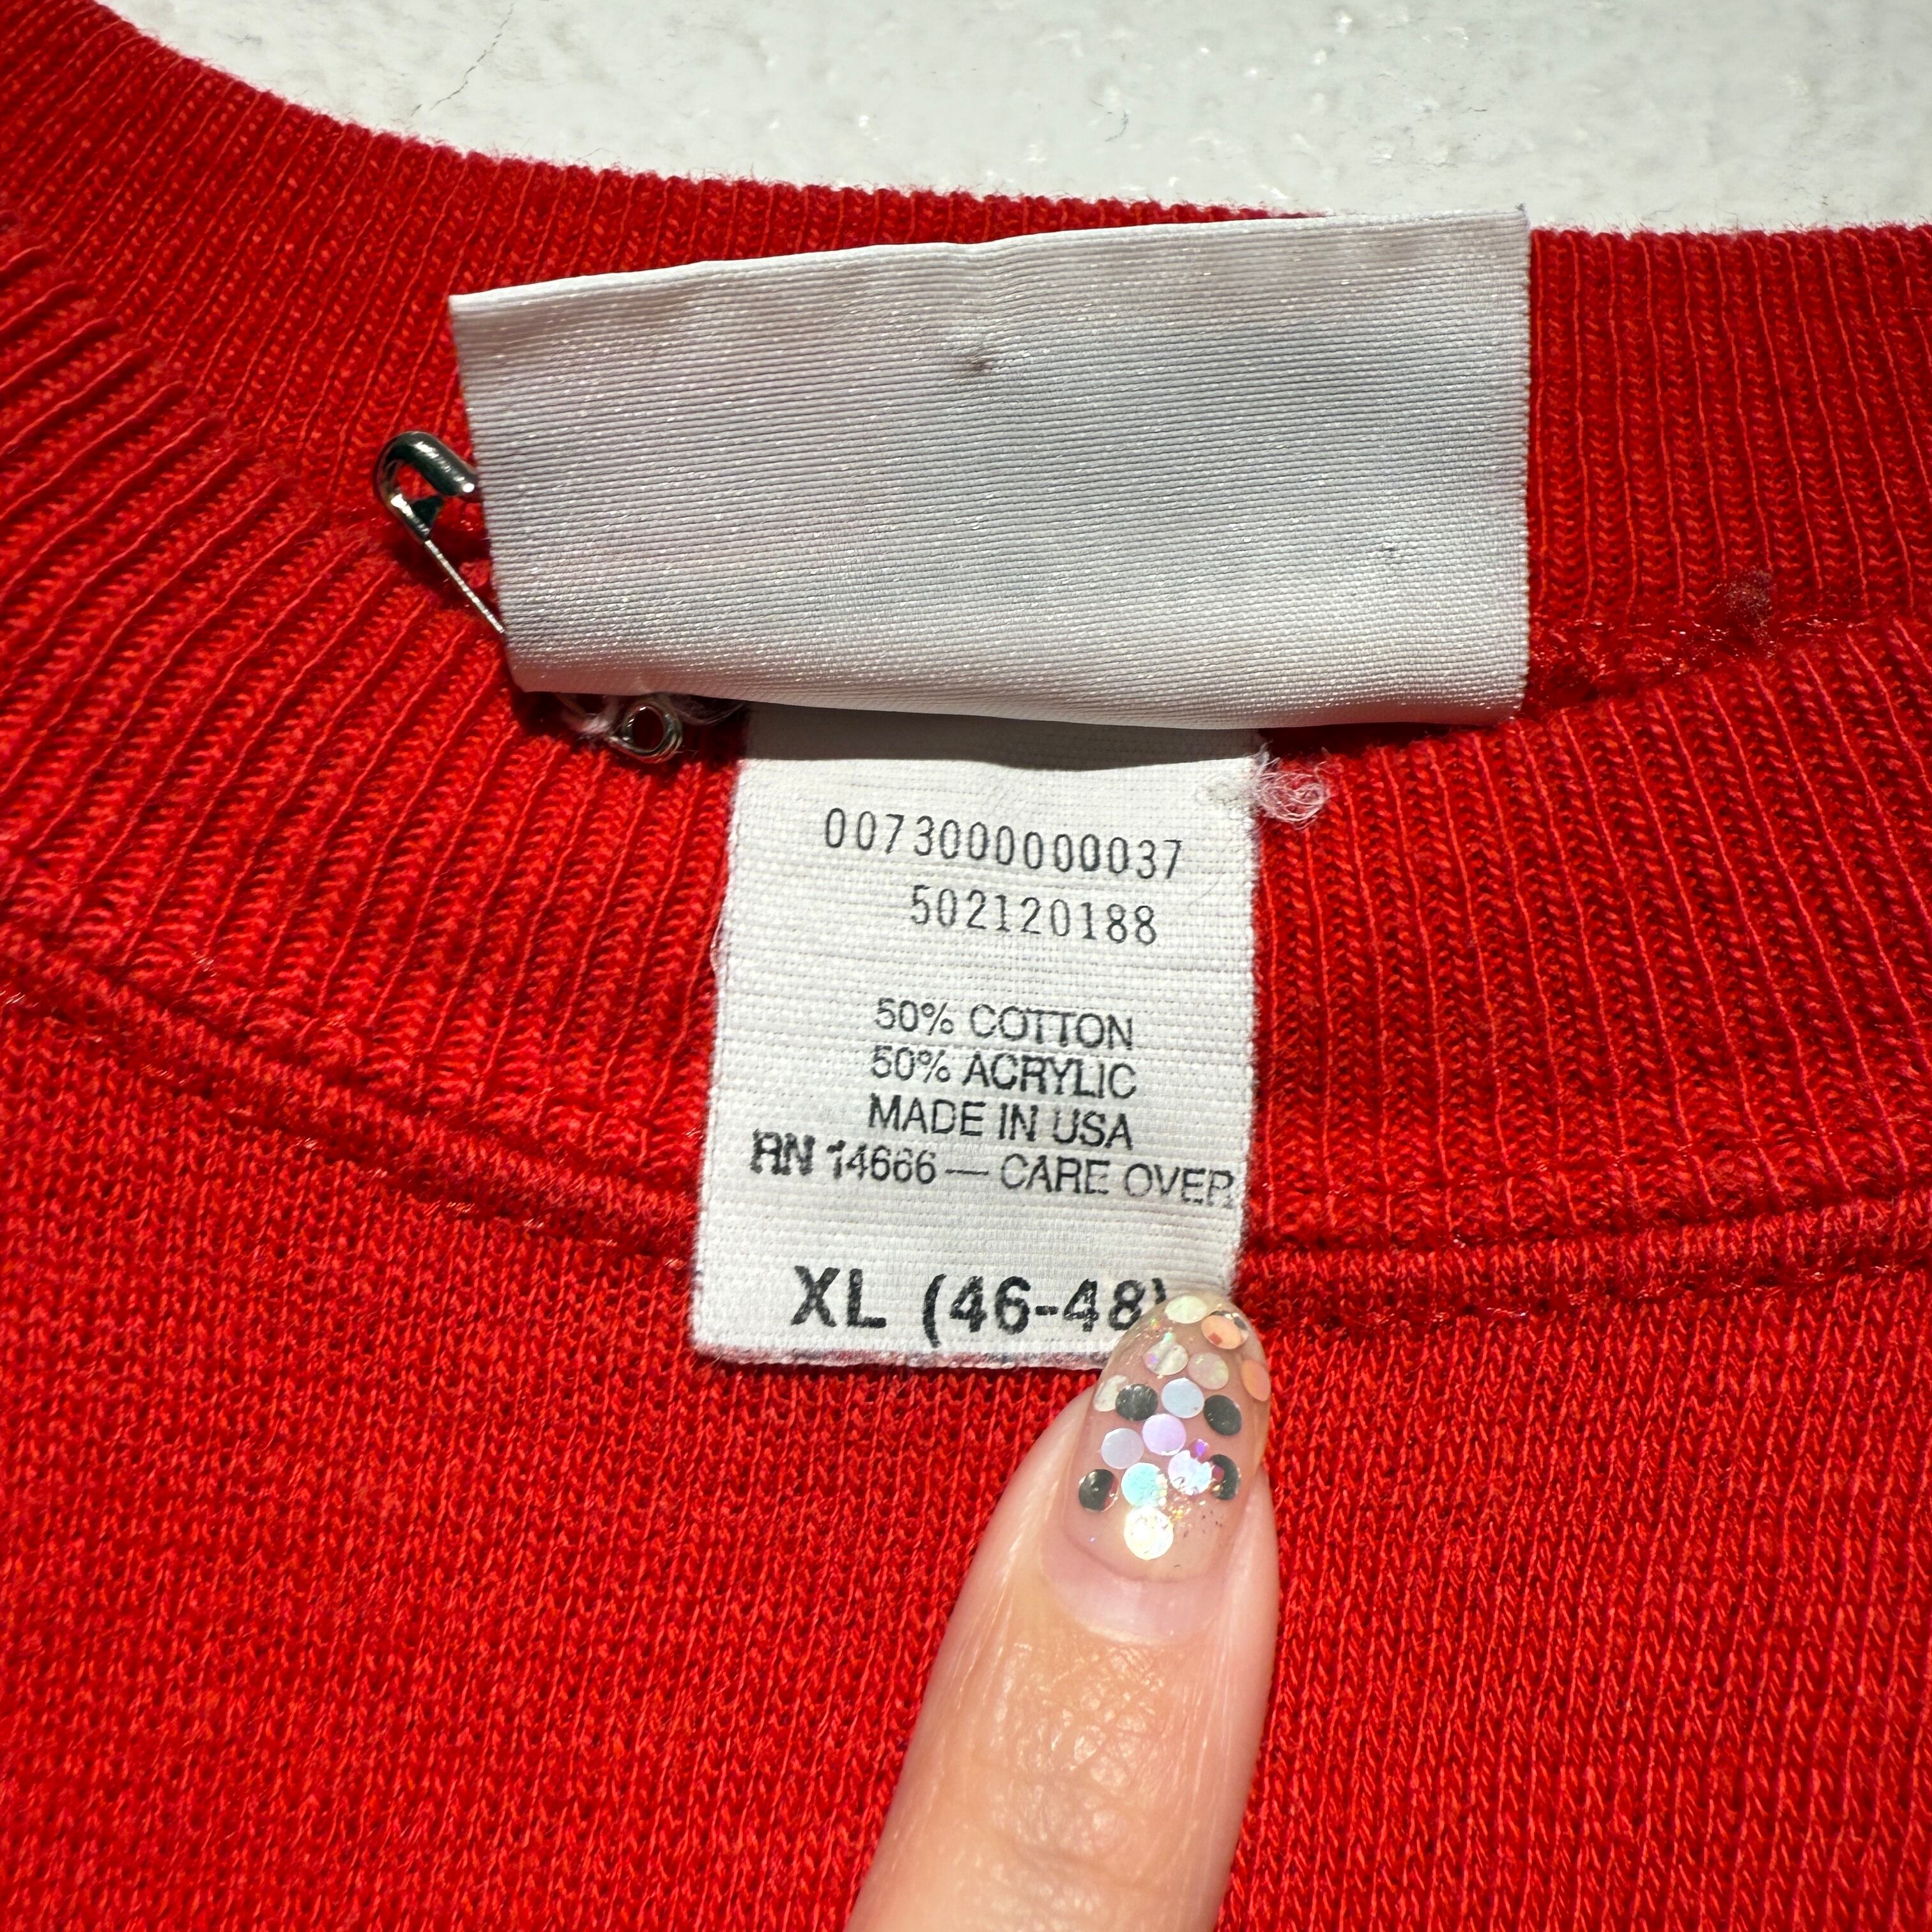 0073000000037
502120188
50% COTTON
50% ACRYLIC
MADE IN USA
RN 14666 — CARE OVER
XL (46-48)